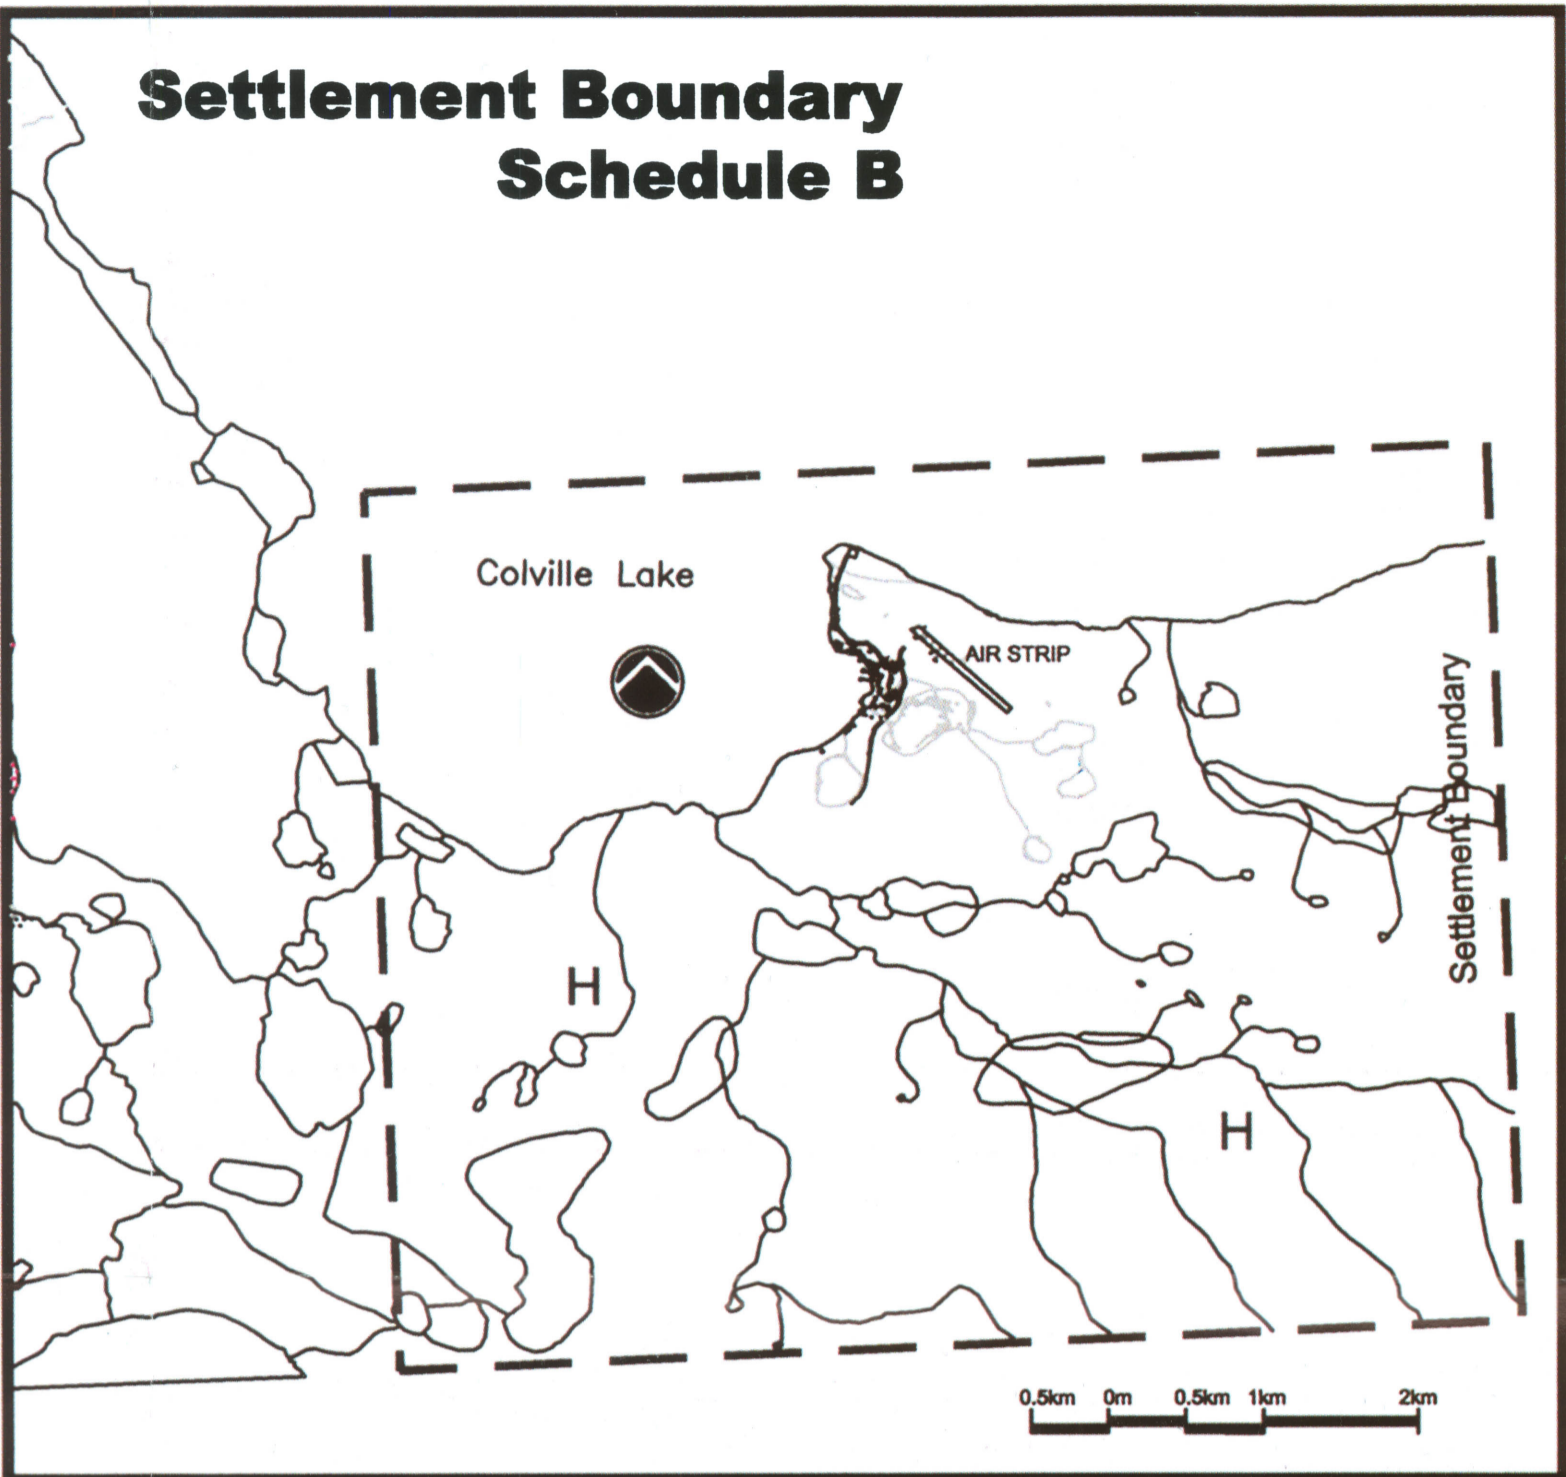 Settlement Boundary
Schedule B
Colville Lake
AIR STRIP
Settlement Boundary
H
H
0.5km 0m 0.5km 1km 2km